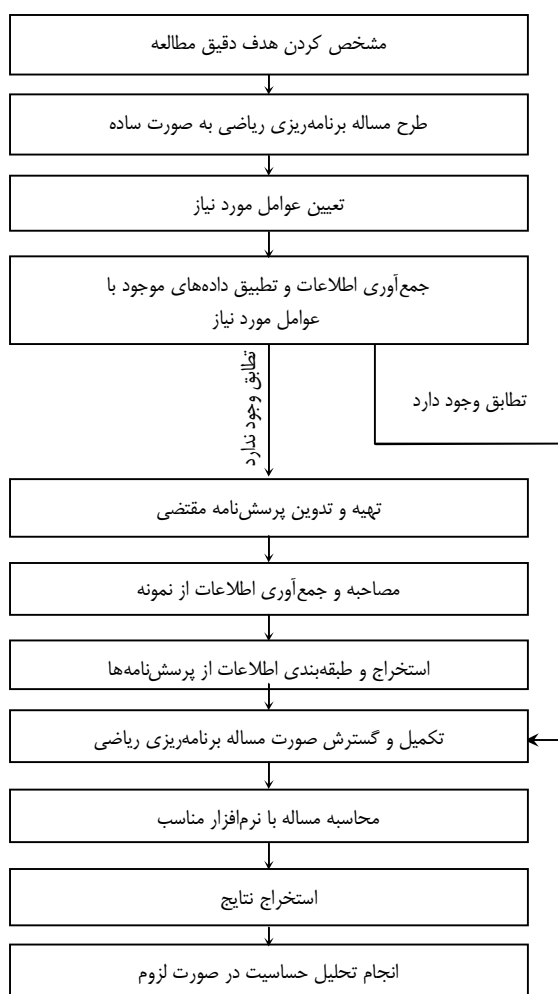 مشخص کردن هدف دقیق مطالعه
طرح مساله برنامه‌ریزی ریاضی به صورت ساده
تعیین عوامل مورد نیاز
جمع‌آوری اطلاعات و تطبیق داده‌های موجود با
عوامل مورد نیاز
تطابق وجود دارد
تطابق وجود ندارد
تهیه و تدوین پرسش‌نامه مقتضی
مصاحبه و جمع‌آوری اطلاعات از نمونه
استخراج و طبقه‌بندی اطلاعات از پرسش‌نامه‌ها
تکمیل و گسترش صورت مساله برنامه‌ریزی ریاضی
محاسبه مساله با نرم‌افزار مناسب
استخراج نتایج
انجام تحلیل حساسیت در صورت لزوم